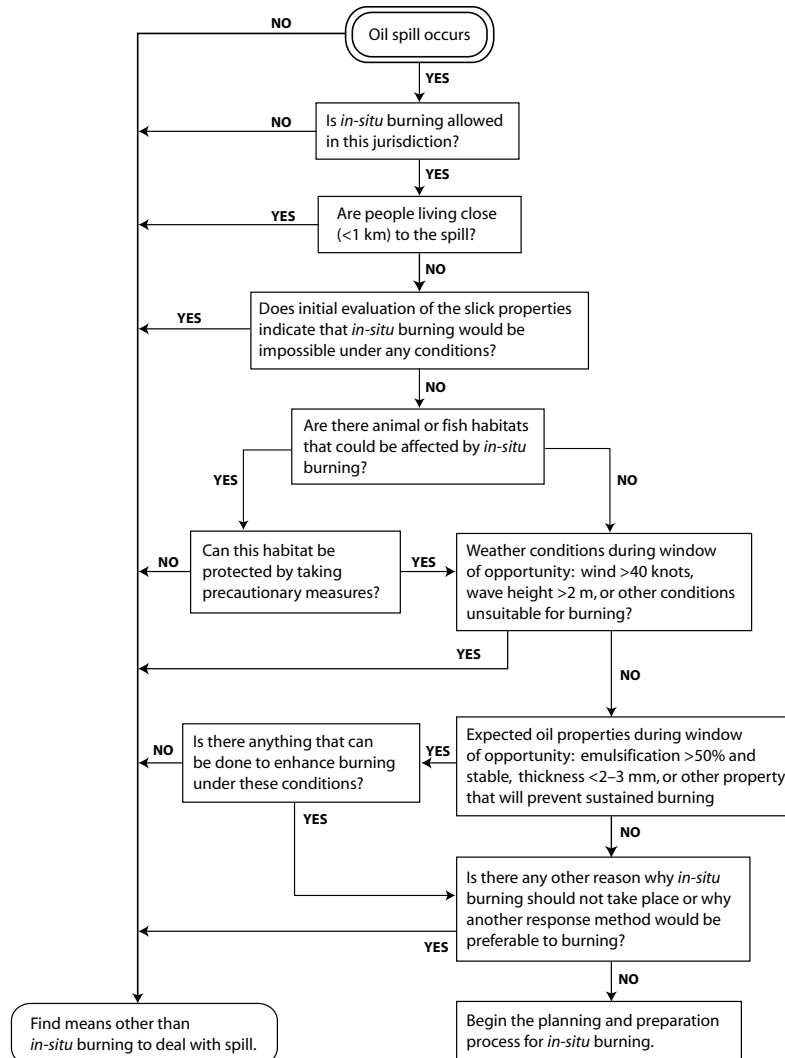 NO
Oil spill occurs
YES
NO
Is in-situ burning allowed
in this jurisdiction?
YES
YES
Are people living close
(<1 km) to the spill?
NO
YES
Does initial evaluation of the slick properties
indicate that in-situ burning would be
impossible under any conditions?
NO
Are there animal or fish habitats
that could be affected by in-situ
burning?
YES
NO
NO
Can this habitat be
protected by taking
precautionary measures?
YES
Weather conditions during window
of opportunity: wind >40 knots,
wave height >2 m, or other conditions
unsuitable for burning?
YES
NO
NO
Is there anything that can
be done to enhance burning
under these conditions?
YES
Expected oil properties during window
of opportunity: emulsification >50% and
stable, thickness <2–3 mm, or other property
that will prevent sustained burning
YES
NO
Is there any other reason why in-situ
burning should not take place or why
another response method would be
preferable to burning?
YES
NO
Find means other than
in-situ burning to deal with spill.
Begin the planning and preparation
process for in-situ burning.